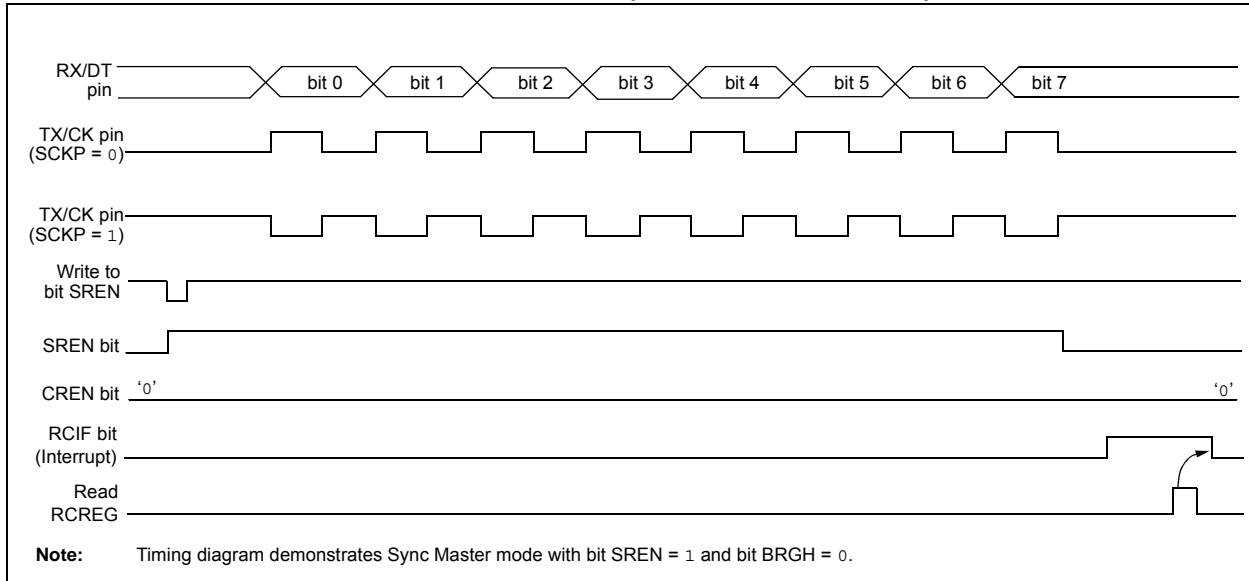 RX/DT
pin
bit 0 bit 1 bit 2 bit 3 bit 4 bit 5 bit 6 bit 7
TX/CK pin
(SCKP = 0)
TX/CK pin
(SCKP = 1)
Write to
bit SREN
SREN bit
CREN bit ‘0’ ‘0’
RCIF bit
(Interrupt)
Read
RCREG
Note: Timing diagram demonstrates Sync Master mode with bit SREN = 1 and bit BRGH = 0.